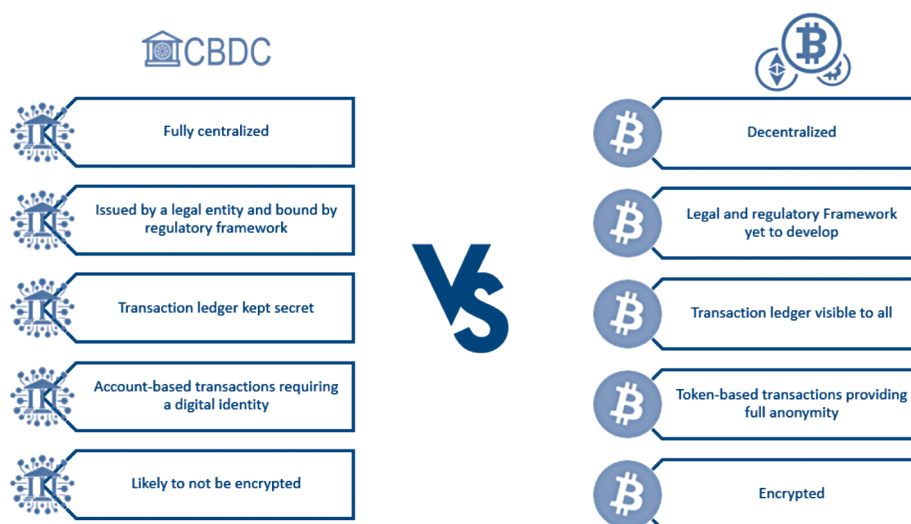 CBDC
Fully centralized
Issued by a legal entity and bound by
regulatory framework
Transaction ledger kept secret
Account-based transactions requiring
a digital identity
Likely to not be encrypted
VS
Decentralized
Legal and regulatory Framework
yet to develop
Transaction ledger visible to all
Token-based transactions providing
full anonymity
Encrypted